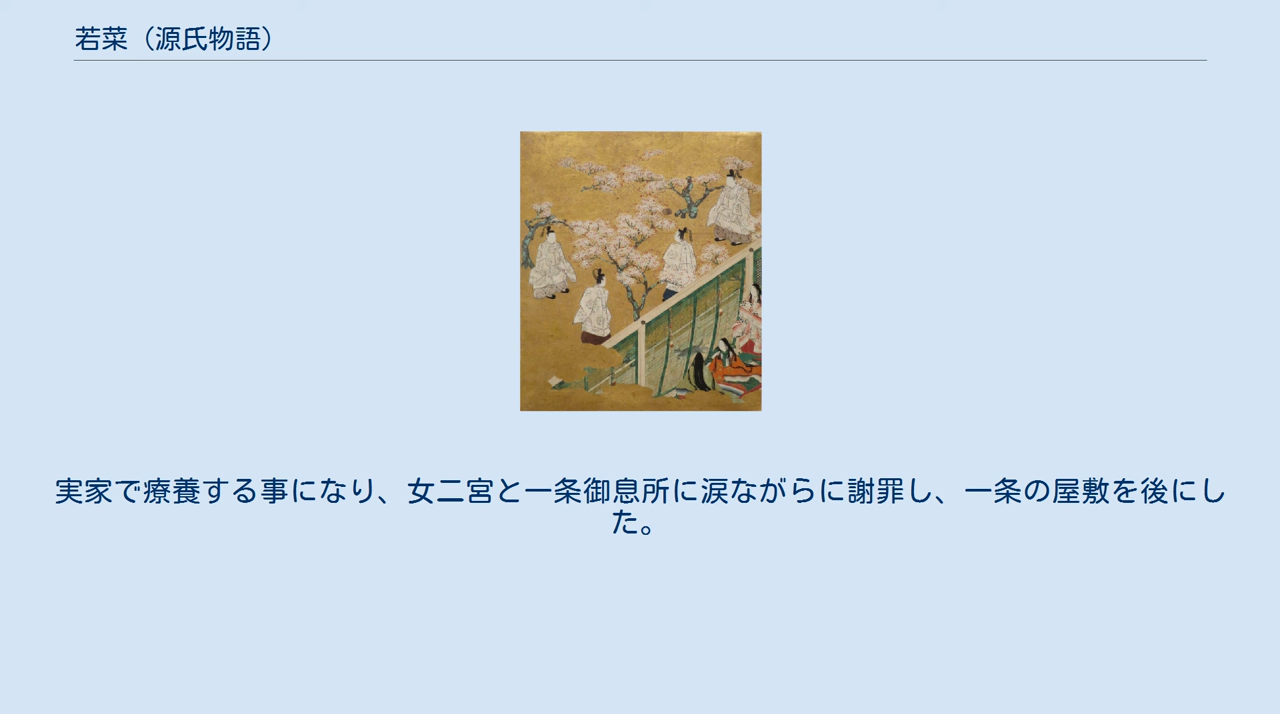 若菜（源氏物語）
実家で療養する事になり、女二宮と一条御息所に涙ながらに謝罪し、一条の屋敷を後にし
た。